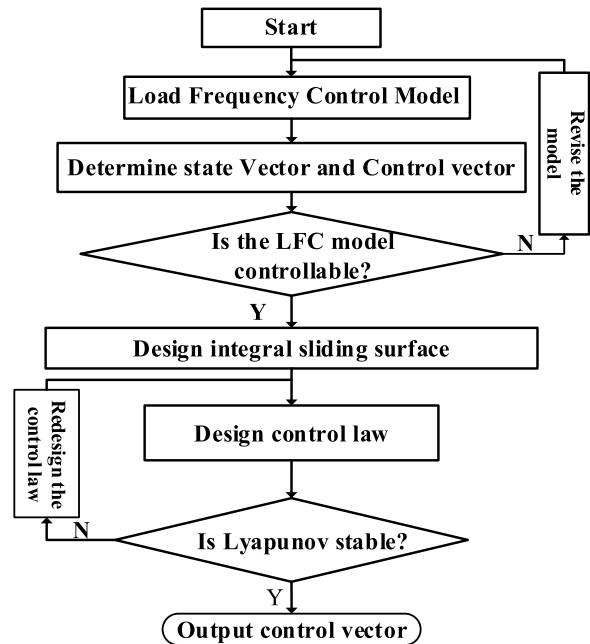 Start
Load Frequency Control Model
Revise the
model
Determine state Vector and Control vector
Is the LFC model
controllable?
N
Y
Design integral sliding surface
Redesign the
control law
Design control law
Is Lyapunov stable?
N
Y
Output control vector